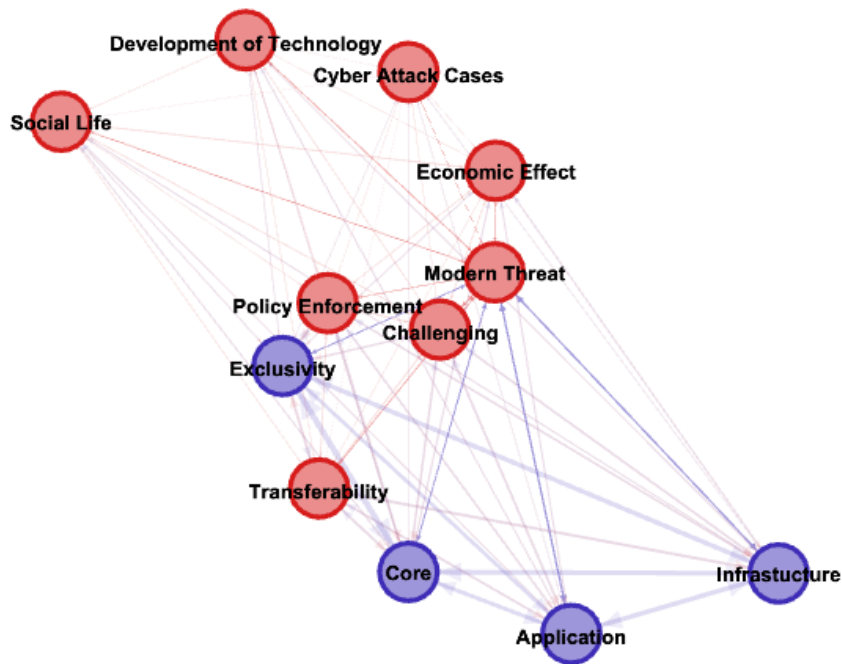 Development of Technology
Cyber Attack Cases
Social Life
Economic Effect
Modern Threat
Policy Enforcement
Challenging
Exclusivity
Transferability
Core
Infrastucture
Application